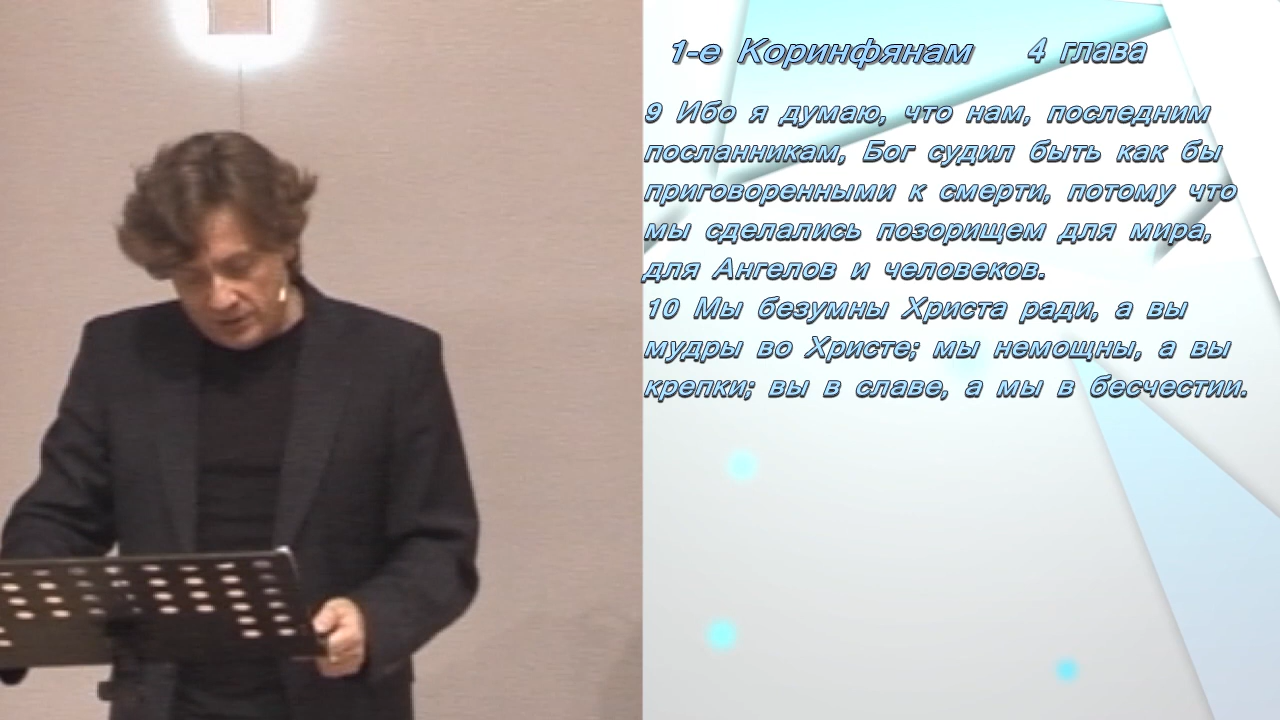 1-е Коринфянам 4 глава
9 Ибо я думаю, что нам, последним
посланникам, Бог судил быть как бы
приговоренными к смерти, потому что
мы сделались позорищем для мира,
для Ангелов и человеков.
10 Мы безумны Христа ради, а вы
мудры во Христе; мы немощны, а вы
крепки; вы в славе, а мы в бесчестии.